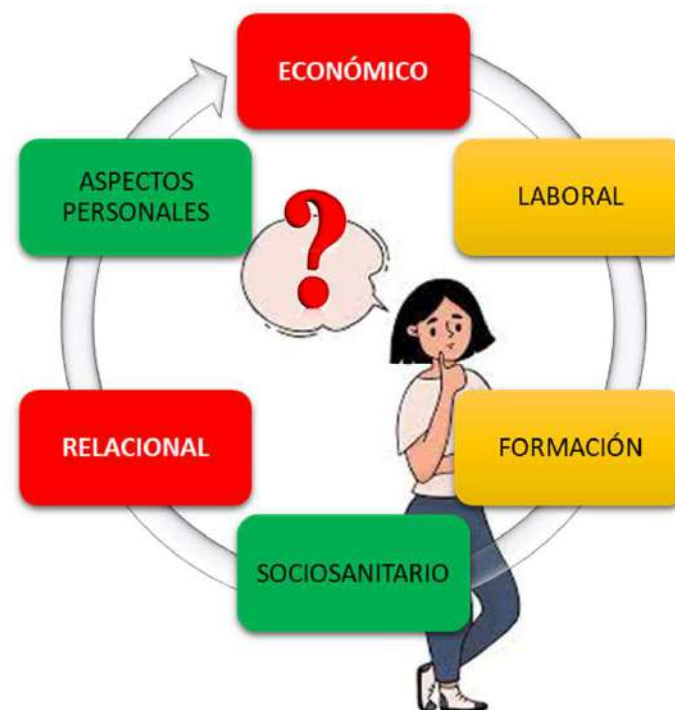 ECONÓMICO
LABORAL
FORMACIÓN
SOCIOSANITARIO
RELACIONAL
ASPECTOS
PERSONALES
?